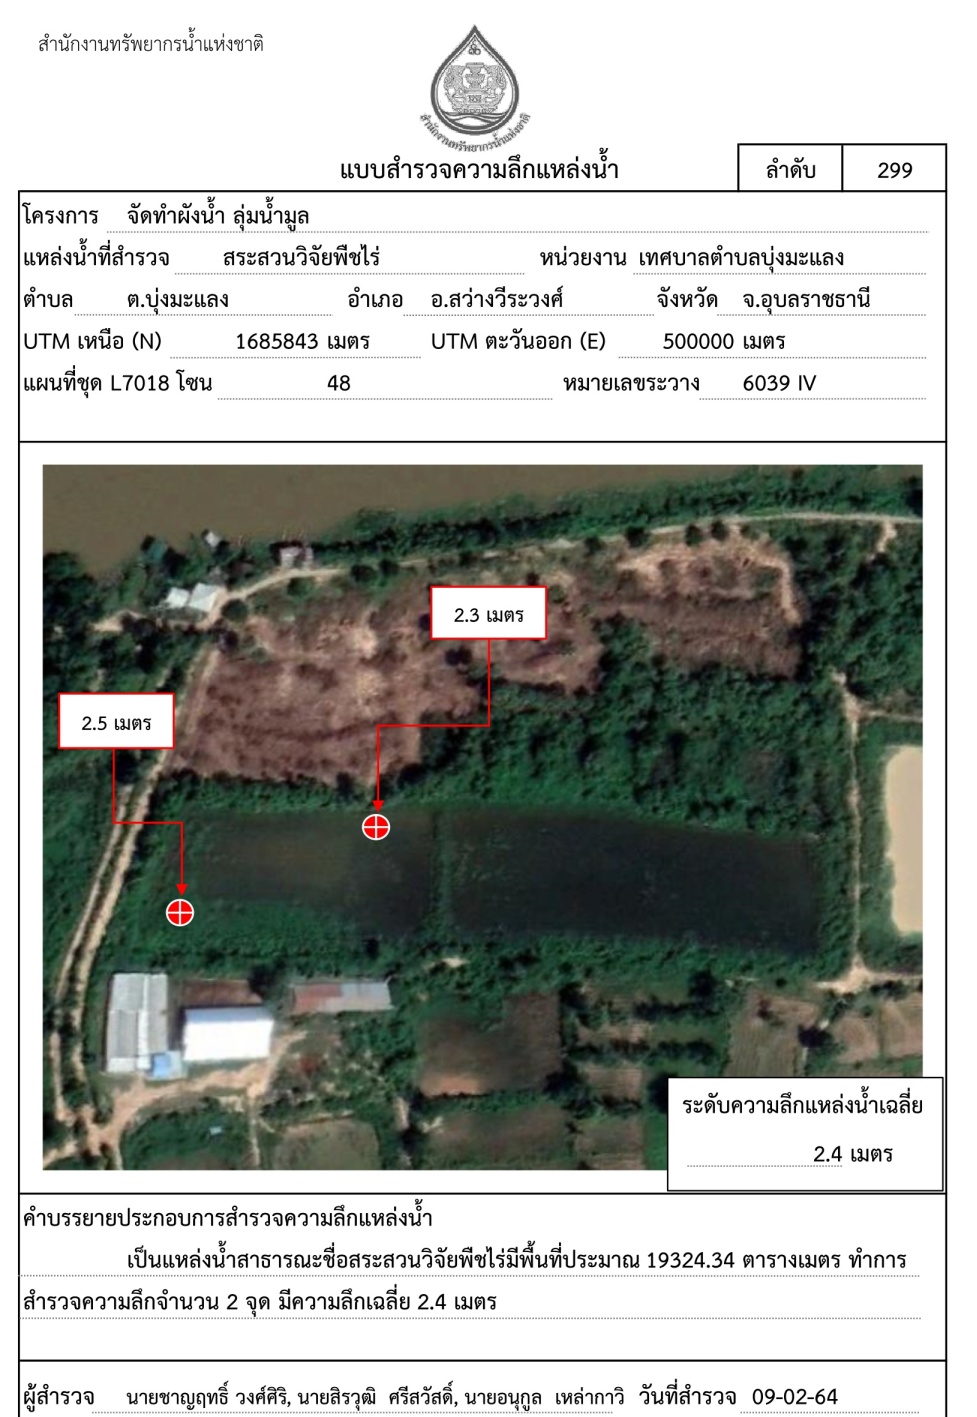 สำนักงานทรัพยากรน้ำแห่งชาติ
สำนักงานทรัพยากรน้ำแห่งชาติ
แบบสำรวจความลึกแหล่งน้ำ ลำดับ 299
โครงการ จัดทำผังน้ำ ลุ่มน้ำมูล
แหล่งน้ำที่สำรวจ สระสวนวิจัยพืชไร่ หน่วยงาน เทศบาลตำบลบุ่งมะแลง
ตำบล ต.บุ่งมะแลง อำเภอ อ.สว่างวีระวงศ์ จังหวัด จ.อุบลราชธานี
UTM เหนือ (N) 1685843 เมตร UTM ตะวันออก (E) 500000 เมตร
แผนที่ชุด L7018 โซน 48 หมายเลขระวาง 6039 IV
2.3 เมตร
2.5 เมตร
ระดับความลึกแหล่งน้ำเฉลี่ย
2.4 เมตร
คำบรรยายประกอบการสำรวจความลึกแหล่งน้ำ
เป็นแหล่งน้ำสาธารณะชื่อสระสวนวิจัยพืชไร่มีพื้นที่ประมาณ 19324.34 ตารางเมตร ทำการ
สำรวจความลึกจำนวน 2 จุด มีความลึกเฉลี่ย 2.4 เมตร
ผู้สำรวจ นายชาญฤทธิ์ วงศ์ศิริ, นายสิรวุฒิ ศรีสวัสดิ์, นายอนุกูล เหล่ากาวิ วันที่สำรวจ 09-02-64